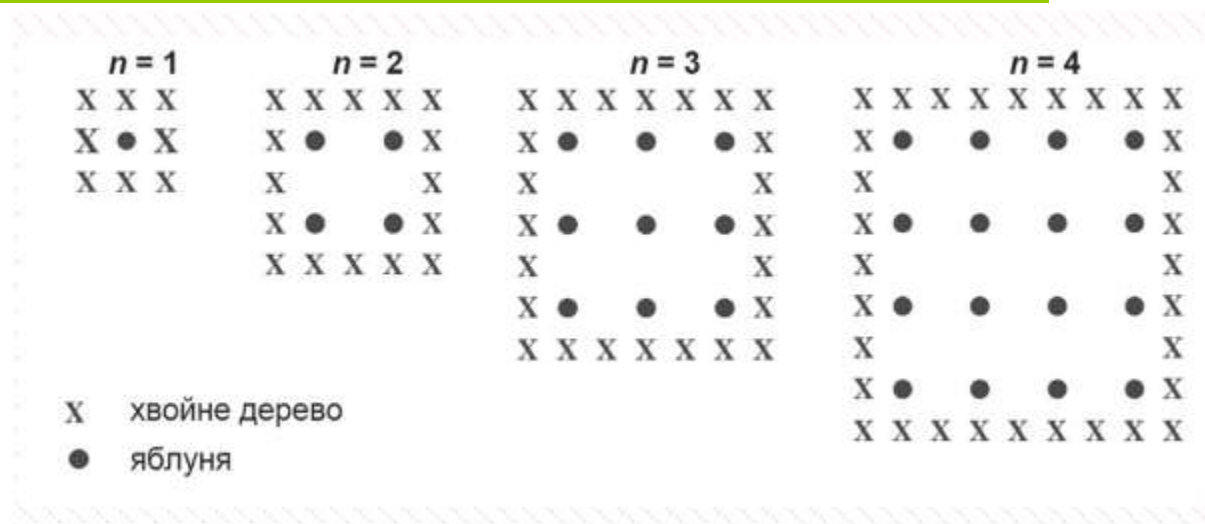 n = 1 n = 2 n = 3 n = 4
X X X X X X X X X X X X X X X X X X X X X X X X
X ● X X ● ● X X ● ● ● X X ● ● ● ● X
X X X X X X X X X
X ● ● X X ● ● ● X X ● ● ● ● X
X X X X X X X X X
X ● ● ● X X ● ● ● ● X
X X X X X X X X X
X ● ● ● ● X
X X X X X X X X X
X хвойне дерево
● яблуня